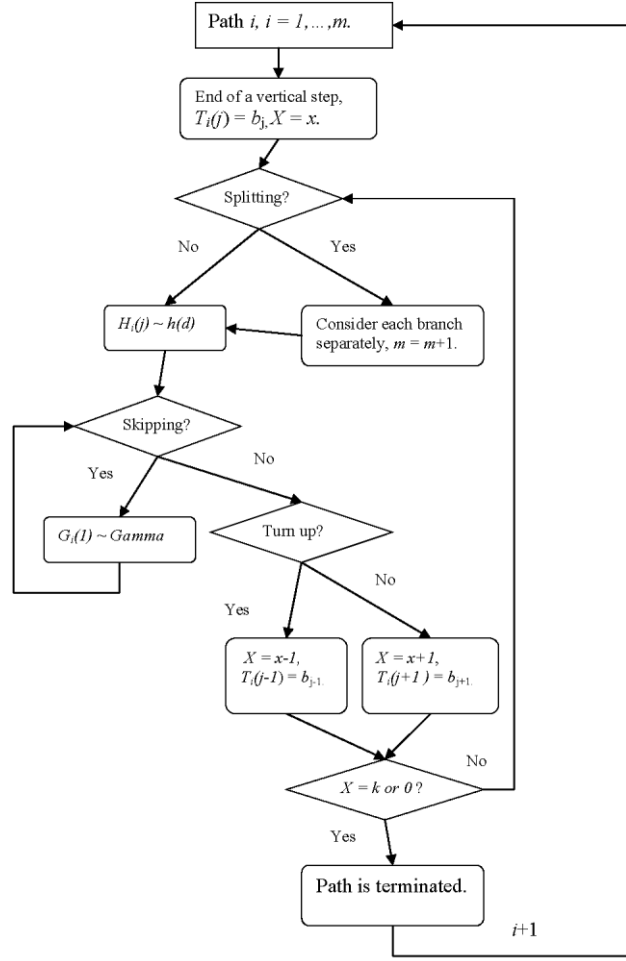 Path i, i = 1,...,m.
End of a vertical step,
Tᵢ(j) = bⱼ, X = x.
Splitting?
No
Yes
Hᵢ(j) ~ h(d)
Consider each branch
separately, m = m+1.
Skipping?
Yes
No
Gᵢ(1) ~ Gamma
Turn up?
Yes
No
X = x-1,
Tᵢ(j-1) = bⱼ₋₁.
X = x+1,
Tᵢ(j+1) = bⱼ₊₁.
X = k or 0?
No
Yes
Path is terminated.
i+1